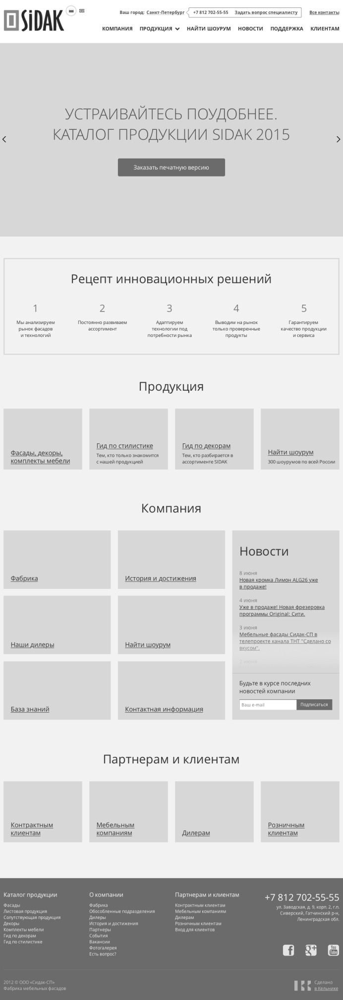 SiDAK
Ваш город: Санкт-Петербург
+7 812 702-55-55 Задать вопрос специалисту
Все контакты
КОМПАНИЯ ПРОДУКЦИЯ НАЙТИ ШОУРУМ НОВОСТИ ПОДДЕРЖКА КЛИЕНТАМ
УСТРАИВАЙТЕСЬ ПОУДОБНЕЕ.
КАТАЛОГ ПРОДУКЦИИ SIDAK 2015
Заказать печатную версию
Рецепт инновационных решений
1
Мы анализируем
рынок фасадов
и технологий
2
Постоянно развиваем
ассортимент
3
Адаптируем
технологии под
потребности рынка
4
Выводим на рынок
только проверенные
продукты
5
Гарантируем
качество продукции
и сервиса
Продукция
Фасады, декоры,
комплекты мебели
Гид по стилистике
Тем, кто только знакомится
с нашей продукцией
Гид по декорам
Тем, кто разбирается в
ассортименте SIDAK
Найти шоурум
300 шоурумов по всей России
Компания
Фабрика
История и достижения
Наши дилеры
Найти шоурум
База знаний
Контактная информация
Новости
8 июня
Новая кромка Лимон ALG26 уже
в продаже!
4 июня
Уже в продаже! Новая фрезеровка
программы Original: Сити.
3 июня
Мебельные фасады Сидак-СП в
телепроекте канала ТНТ "Сделано со
вкусом".
2 июня
Будьте в курсе последних
новостей компании
Ваш e-mail
Подписаться
Партнерам и клиентам
Контрактным
клиентам
Мебельным
компаниям
Дилерам
Розничным
клиентам
Каталог продукции
Фасады
Листовая продукция
Сопутствующая продукция
Декоры
Комплекты мебели
Гид по декорам
Гид по стилистике
О компании
Фабрика
Обособленные подразделения
Дилеры
История и достижения
Партнеры
События
Вакансии
Фотогалерея
Есть вопрос?
Партнерам и клиентам
Контрактным клиентам
Мебельным компаниям
Дилерам
Розничным клиентам
Вход для клиентов
+7 812 702-55-55
ул. Заводская, д. 9, корп. 2, г.п.
Сиверский, Гатчинский р-н,
Ленинградская обл.
You
Tube
2012 © ООО «Сидак-СП»
Фабрика мебельных фасадов
Сделано
в Кельнике